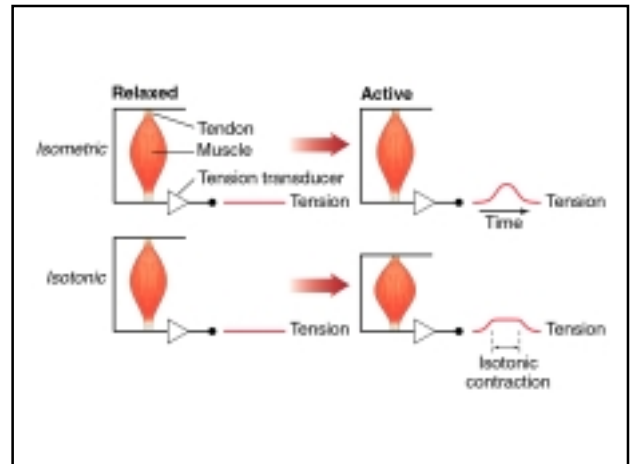 Relaxed
Active
Isometric
Tendon
Muscle
Tension transducer
Tension
Tension
Time
Isotonic
Tension
Tension
Isotonic
contraction